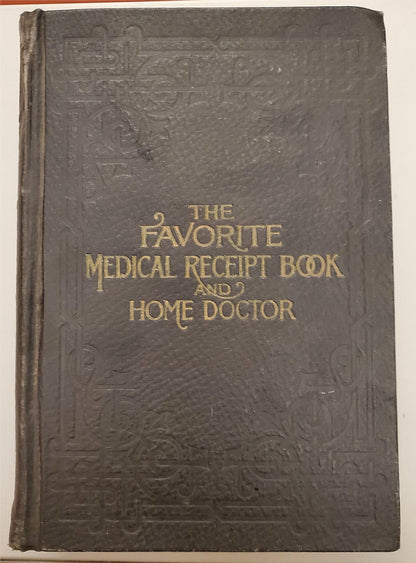 THE
FAVORITE
MEDICAL RECEIPT BOOK
AND
HOME DOCTOR